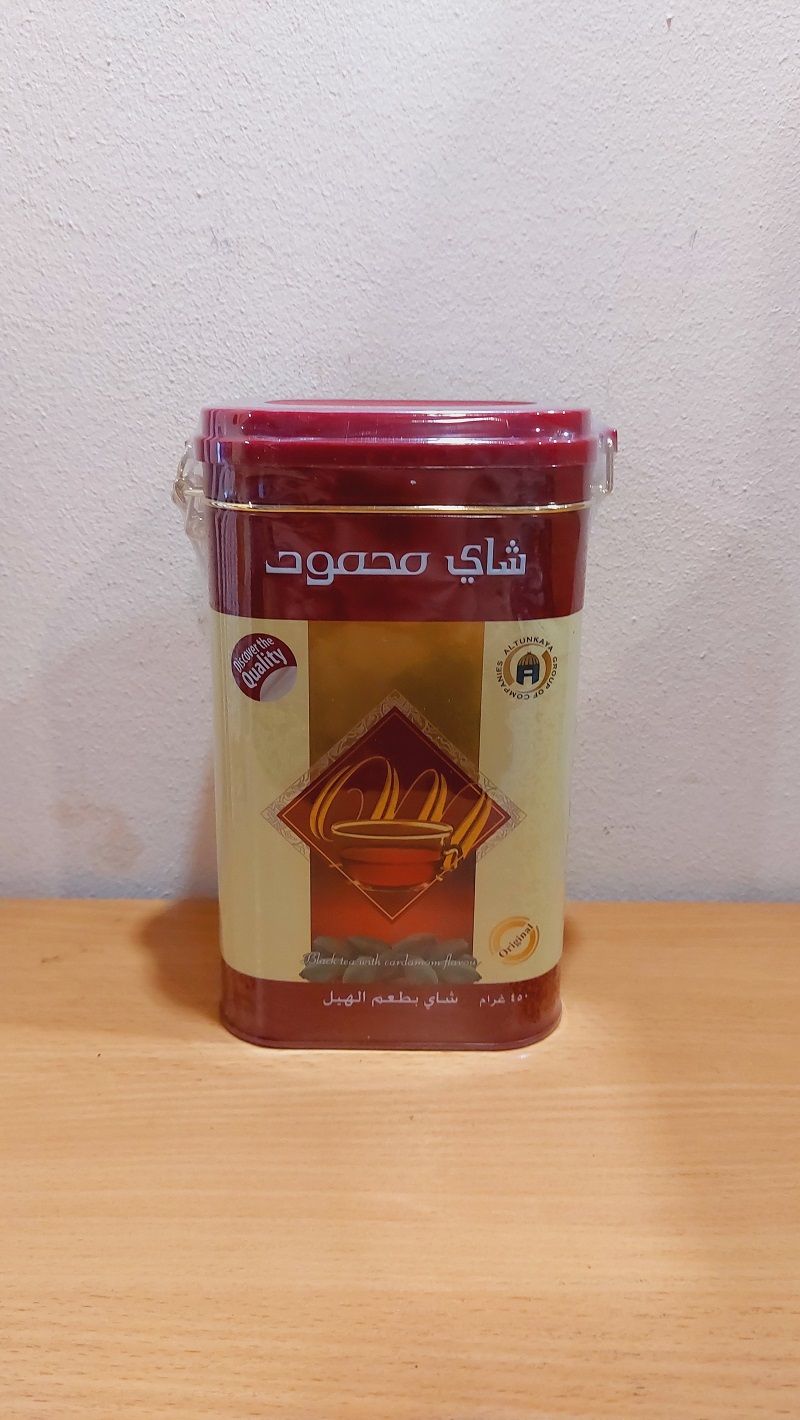 شاي محمود
Discover the
Quality
ALTUNKAYA GROUP OF COMPANIES
Original
Black tea with cardamom flavour
شاي بطعم الهيل ٤٥٠ غرام